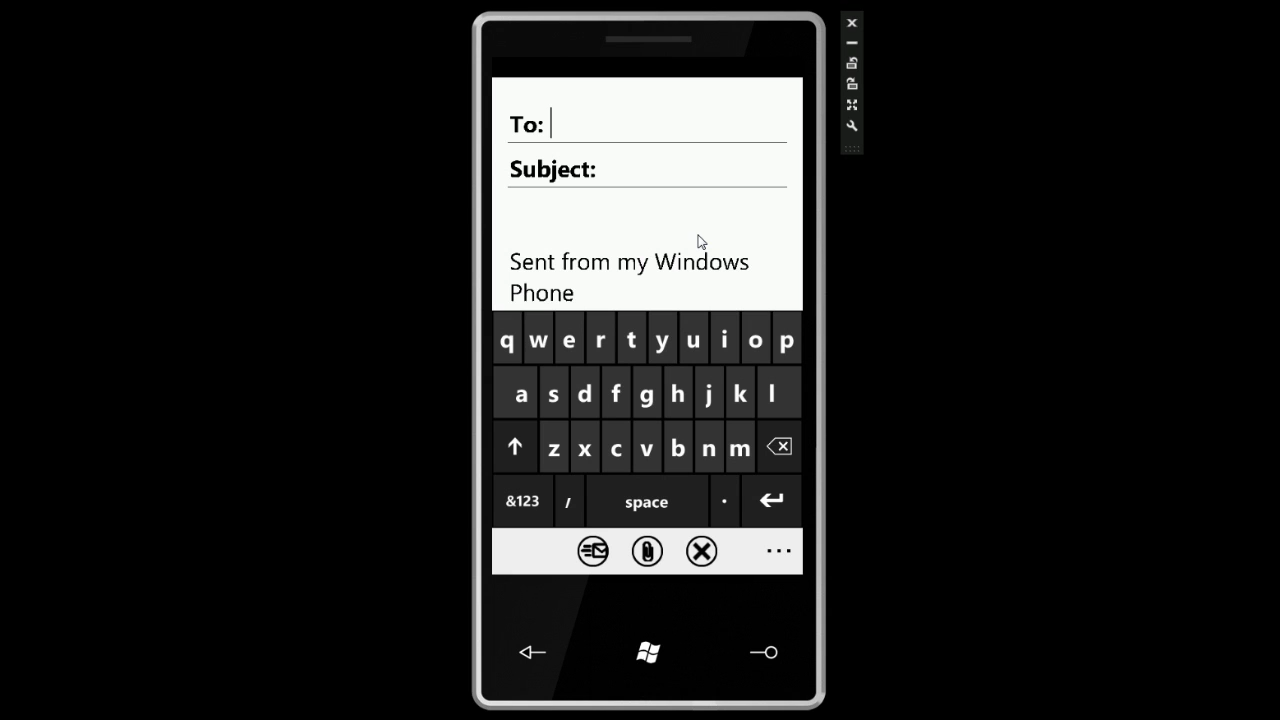 To:
Subject:
Sent from my Windows
Phone
q w e r t y u i o p
a s d f g h j k l
z x c v b n m
&123 / space .